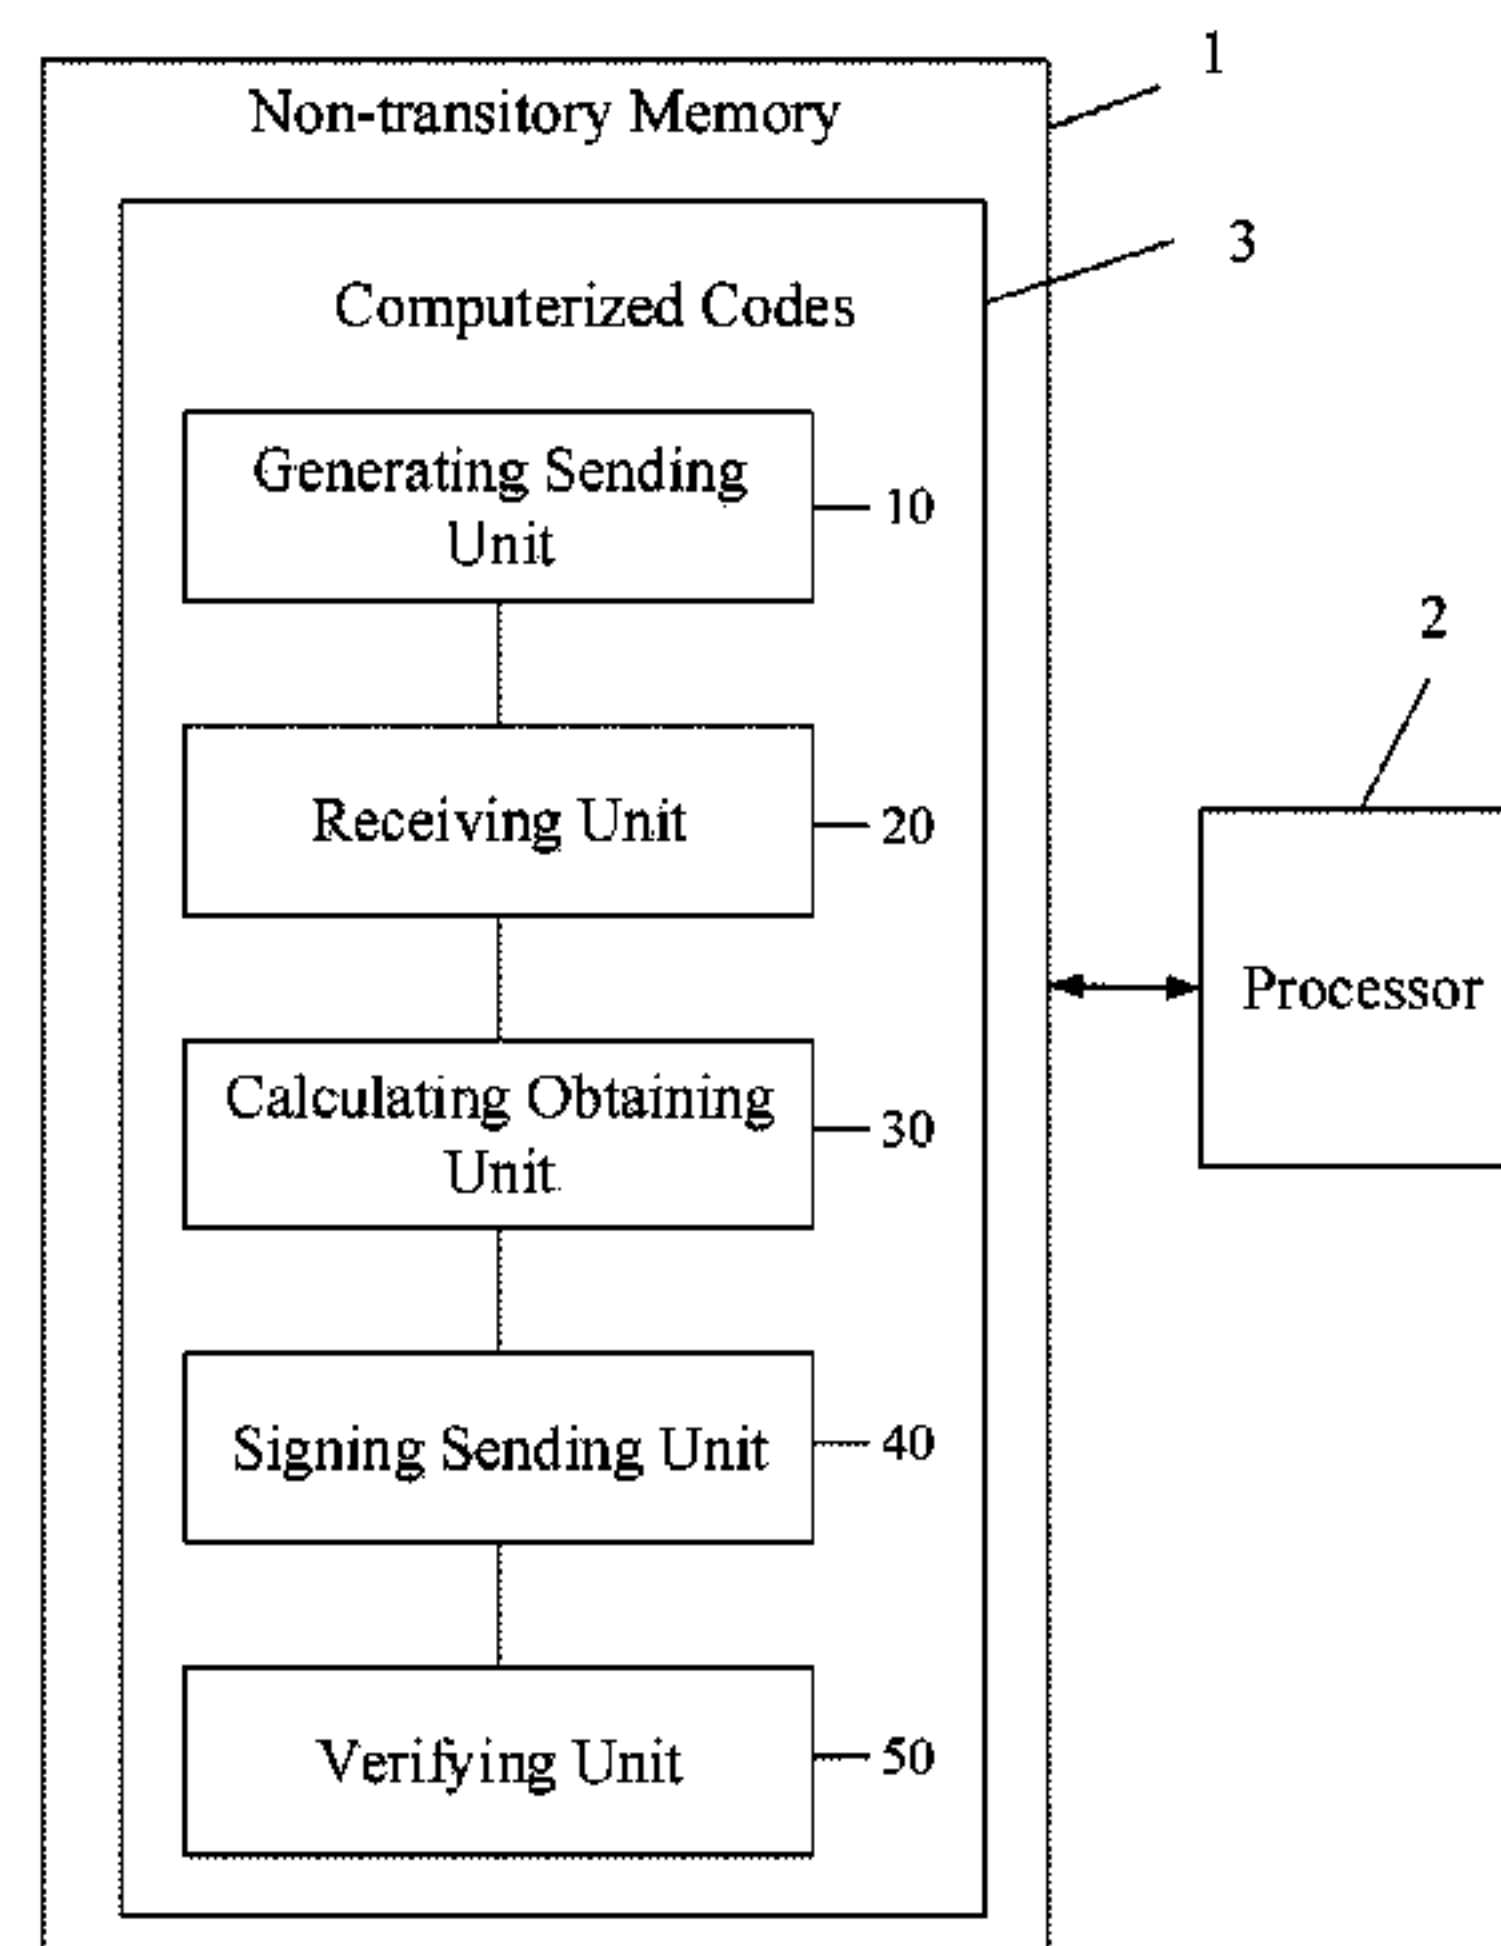 1
Non-transitory Memory
3
Computerized Codes
Generating Sending
Unit
10
2
Receiving Unit
20
Processor
Calculating Obtaining
Unit
30
Signing Sending Unit
40
Verifying Unit
50